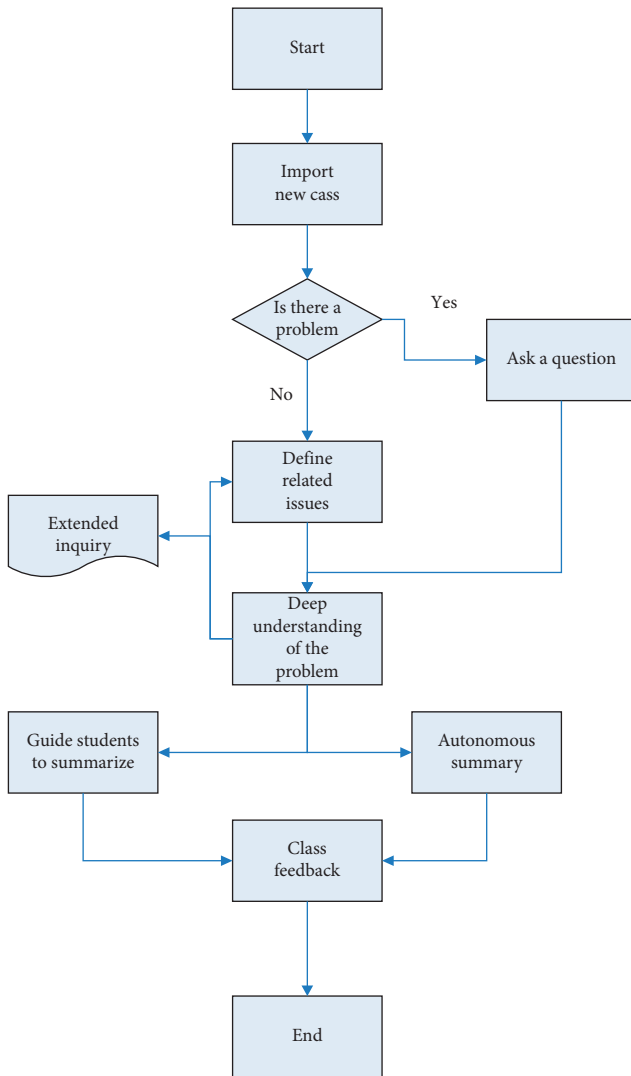 Start
Import
new cass
Is there a
problem
Yes
Ask a question
No
Define
related
issues
Extended
inquiry
Deep
understanding
of the
problem
Guide students
to summarize
Autonomous
summary
Class
feedback
End